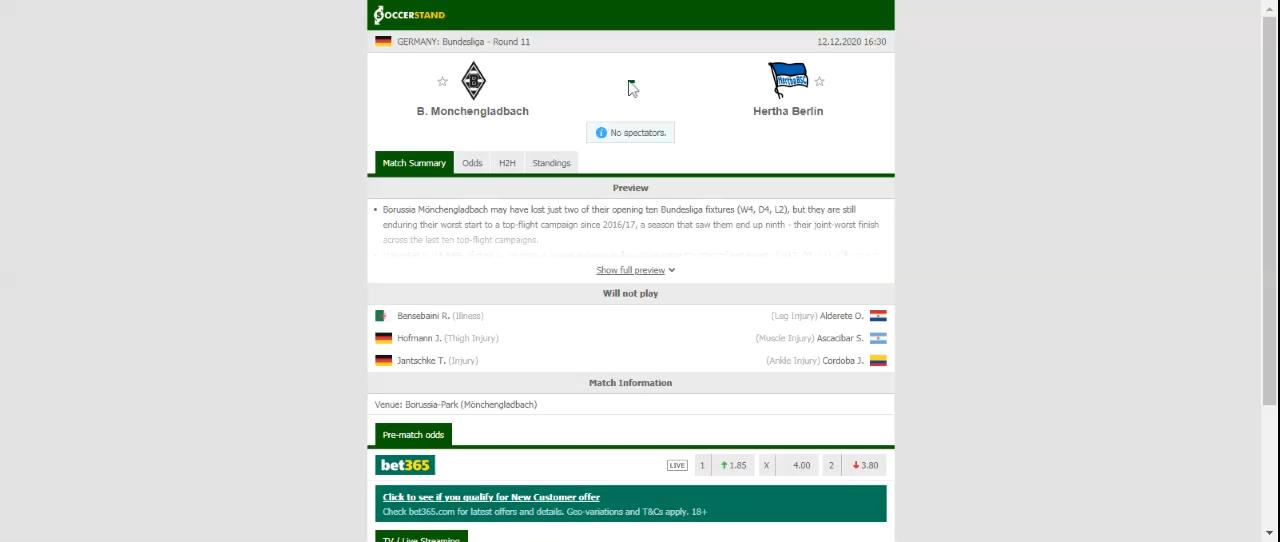 SOCCERSTAND
GERMANY: Bundesliga - Round 11 12.12.2020 16:30
B. Monchengladbach Hertha Berlin
No spectators.
Match Summary Odds H2H Standings
Preview
• Borussia Mönchengladbach may have lost just two of their opening ten Bundesliga fixtures (W4, D4, L2), but they are still
enduring their worst start to a top-flight campaign since 2016/17, a season that saw them end up ninth - their joint-worst finish
across the last ten top-flight campaigns.
Show full preview
Will not play
Bensebaini R. (Illness) (Leg Injury) Alderete O.
Hofmann J. (Thigh Injury) (Muscle Injury) Ascacibar S.
Jantschke T. (Injury) (Ankle Injury) Cordoba J.
Match Information
Venue: Borussia-Park (Mönchengladbach)
Pre-match odds
bet365 LIVE 1 1.85 X 4.00 2 3.80
Click to see if you qualify for New Customer offer
Check bet365.com for latest offers and details. Geo-variations and T&Cs apply. 18+
TV / Live Streaming